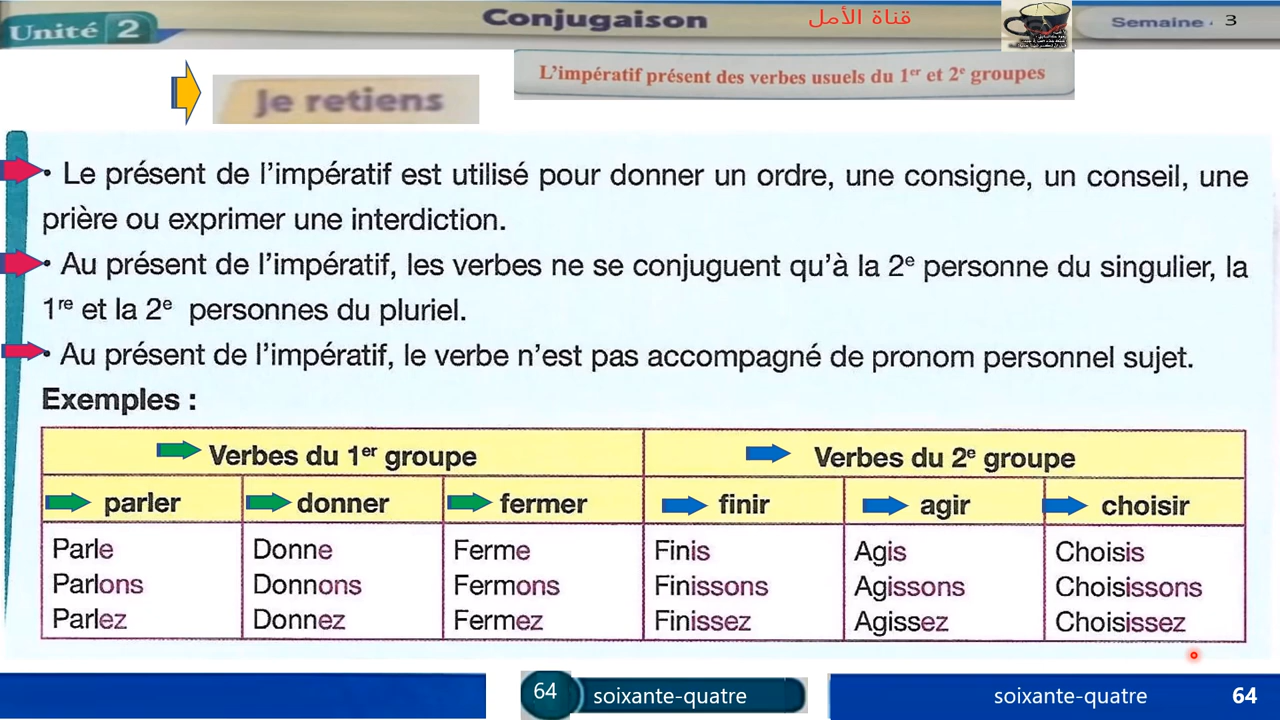 Unité 2
Conjugaison
قناة الأمل
Semaine 3
L'impératif présent des verbes usuels du 1er et 2e groupes
Je retiens
• Le présent de l'impératif est utilisé pour donner un ordre, une consigne, un conseil, une
prière ou exprimer une interdiction.
• Au présent de l'impératif, les verbes ne se conjuguent qu'à la 2e personne du singulier, la
1re et la 2e personnes du pluriel.
• Au présent de l'impératif, le verbe n'est pas accompagné de pronom personnel sujet.
Exemples :
Verbes du 1er groupe Verbes du 2e groupe
parler donner fermer finir agir choisir
Parle Donne Ferme Finis Agis Choisis
Parlons Donnons Fermons Finissons Agissons Choisissons
Parlez Donnez Fermez Finissez Agissez Choisissez
64 soixante-quatre
soixante-quatre 64